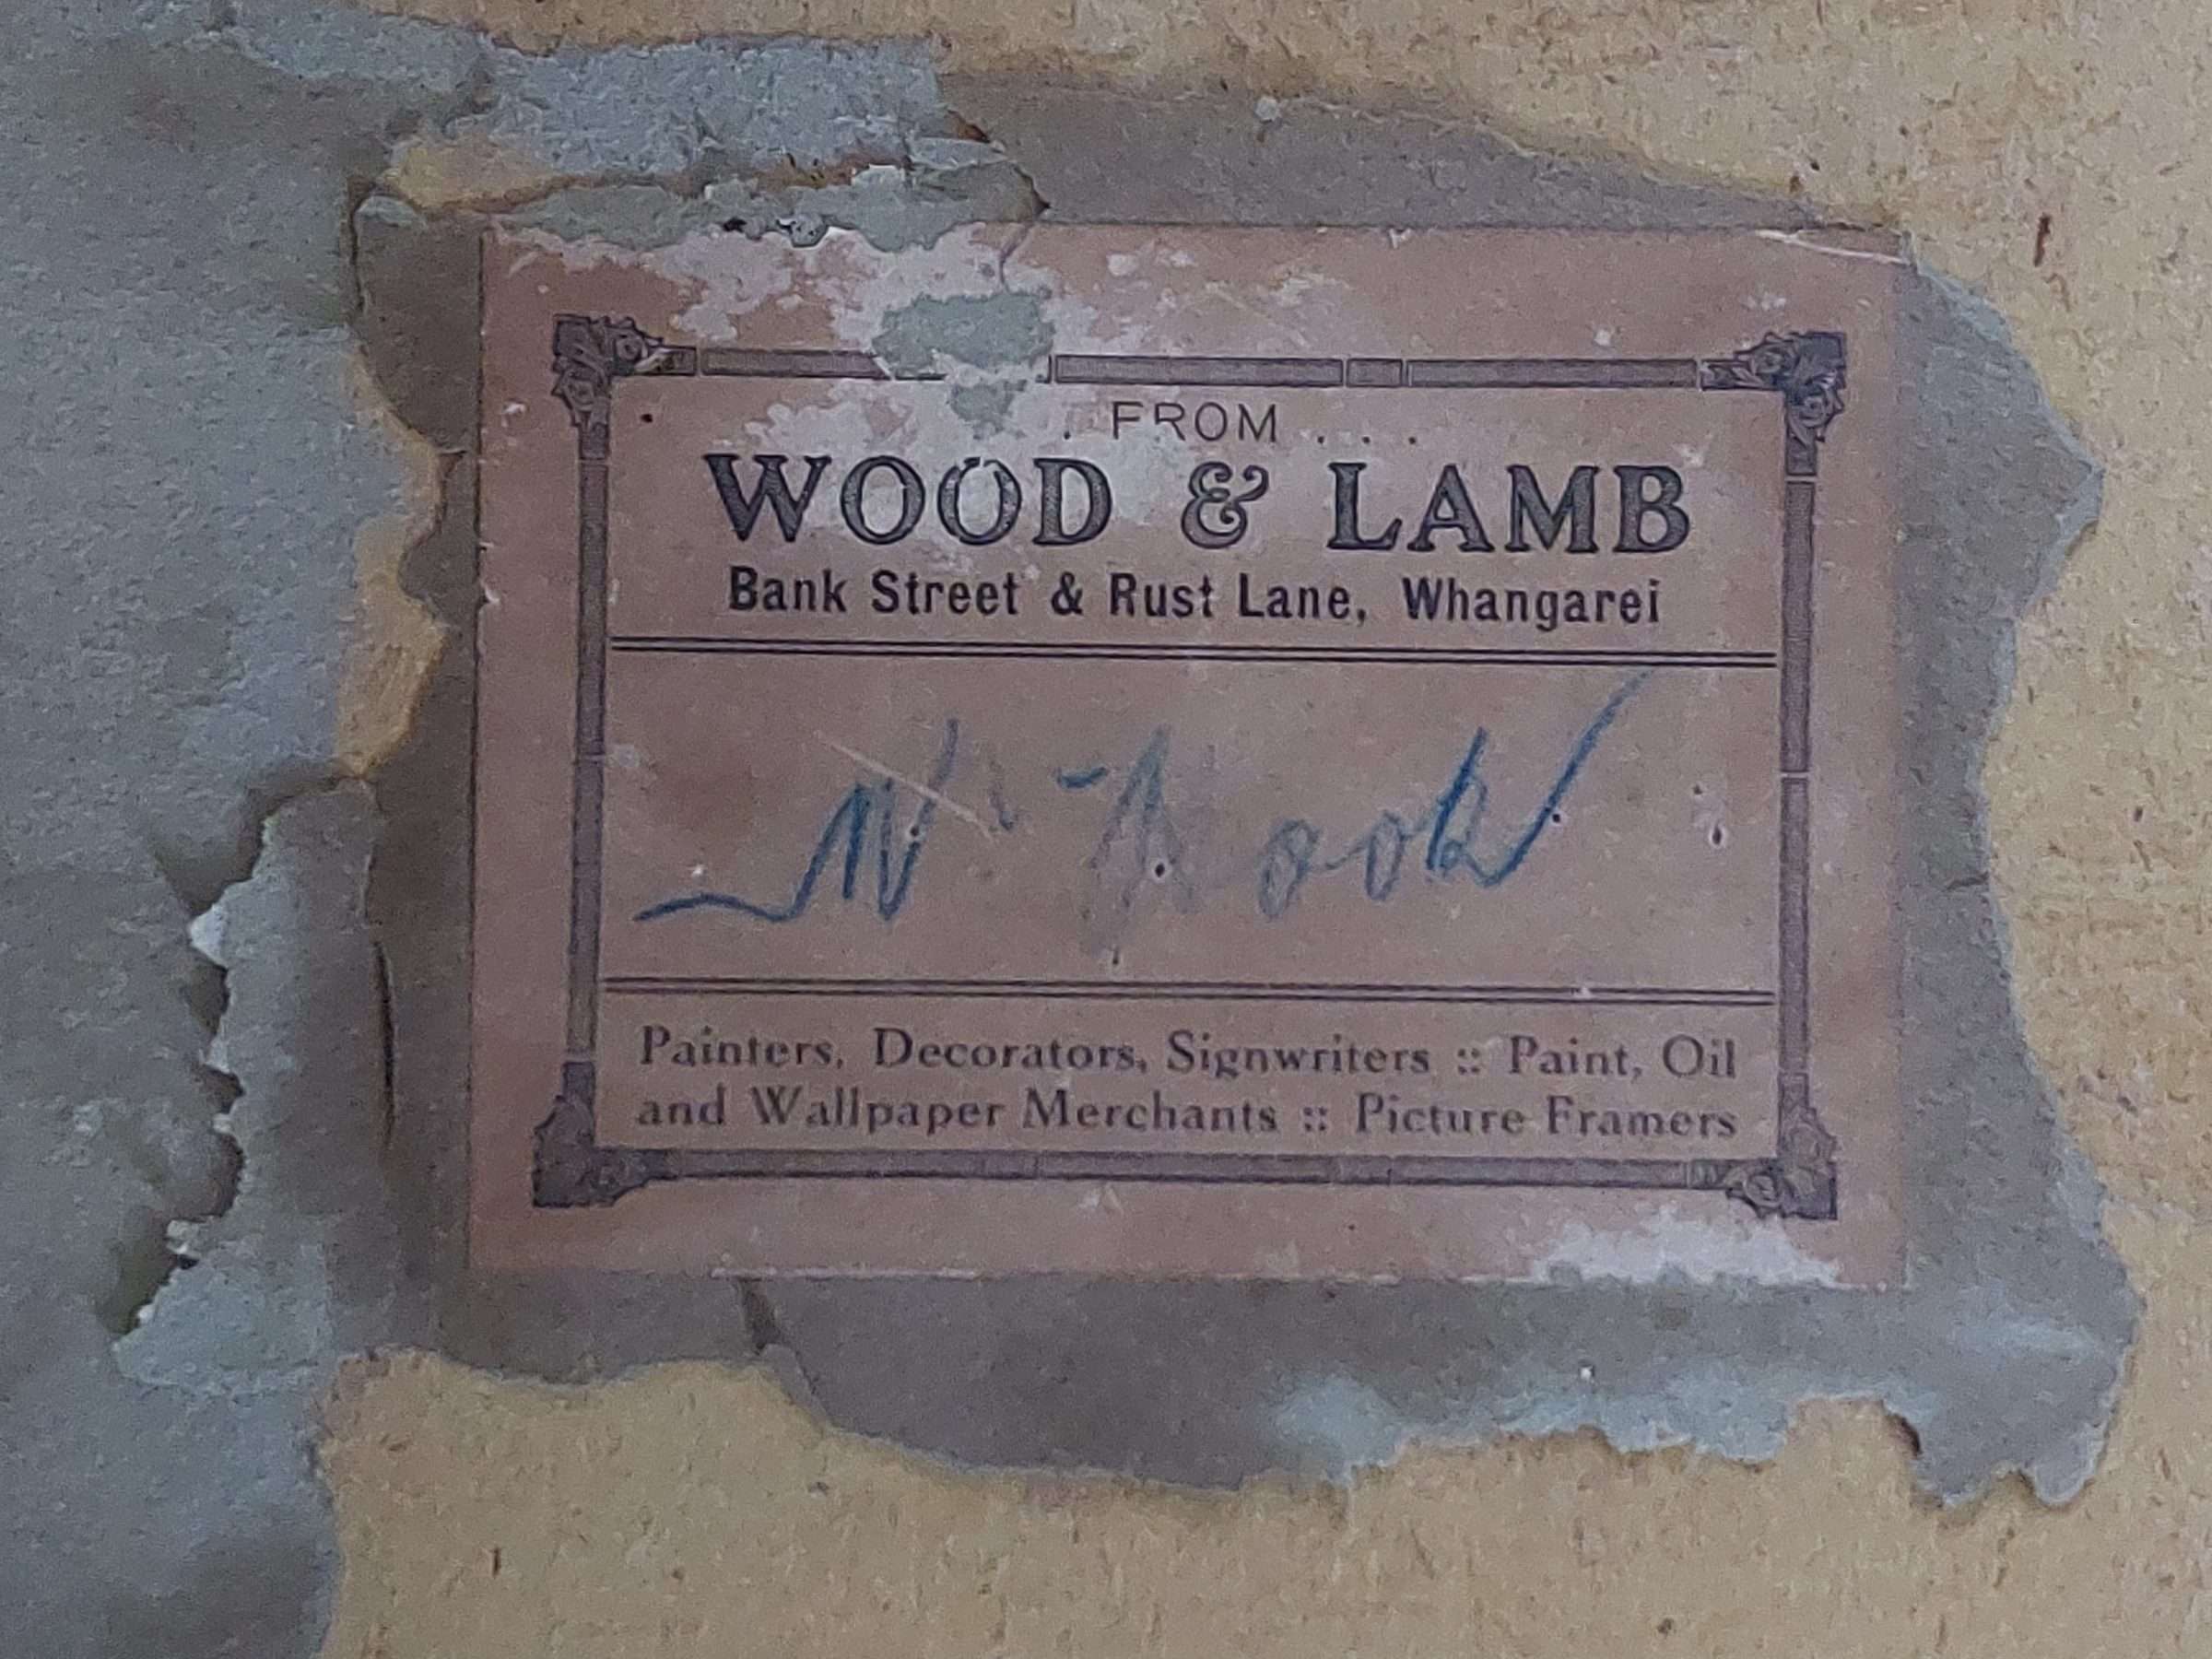 . FROM . . .
WOOD & LAMB
Bank Street & Rust Lane, Whangarei
Painters, Decorators, Signwriters :: Paint, Oil
and Wallpaper Merchants :: Picture Framers